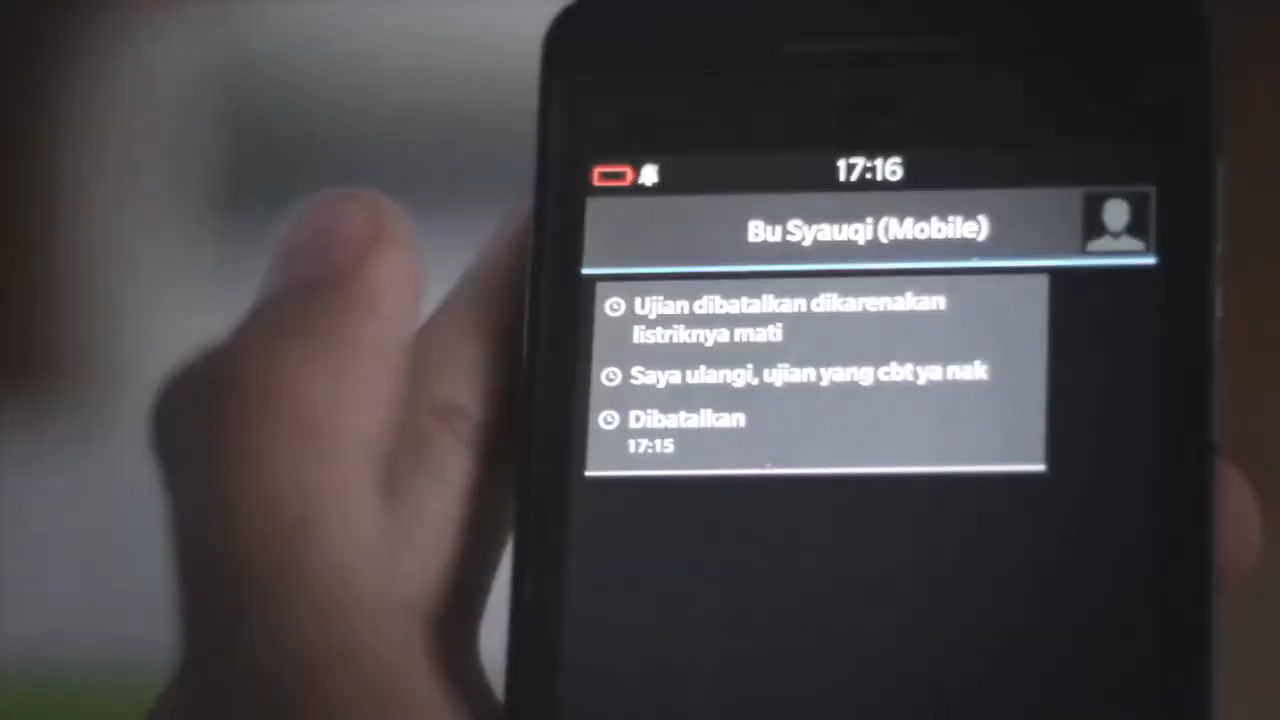 17:16
Bu Syauqi (Mobile)
Ujian dibatalkan dikarenakan
listriknya mati
Saya ulangi, ujian yang cbt ya nak
Dibatalkan
17:15